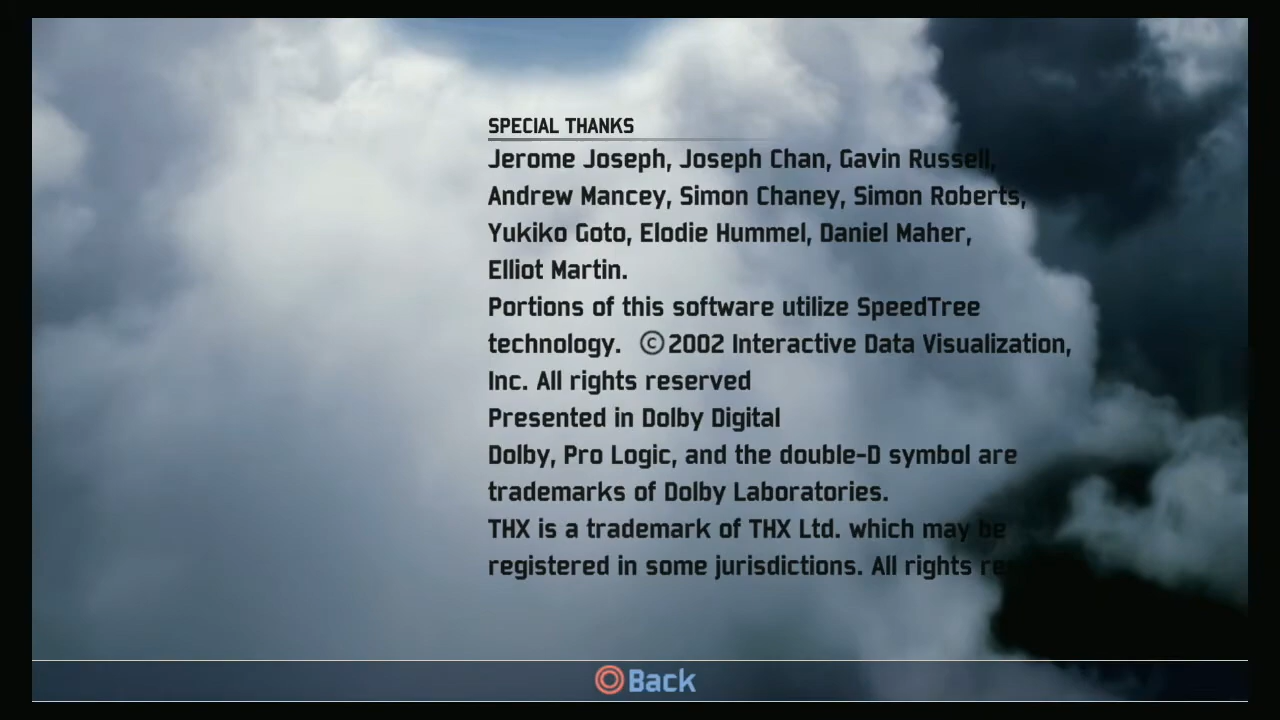 SPECIAL THANKS
Jerome Joseph, Joseph Chan, Gavin Russell,
Andrew Mancey, Simon Chaney, Simon Roberts,
Yukiko Goto, Elodie Hummel, Daniel Maher,
Elliot Martin.
Portions of this software utilize SpeedTree
technology. ©2002 Interactive Data Visualization,
Inc. All rights reserved
Presented in Dolby Digital
Dolby, Pro Logic, and the double-D symbol are
trademarks of Dolby Laboratories.
THX is a trademark of THX Ltd. which may be
registered in some jurisdictions. All rights
Back